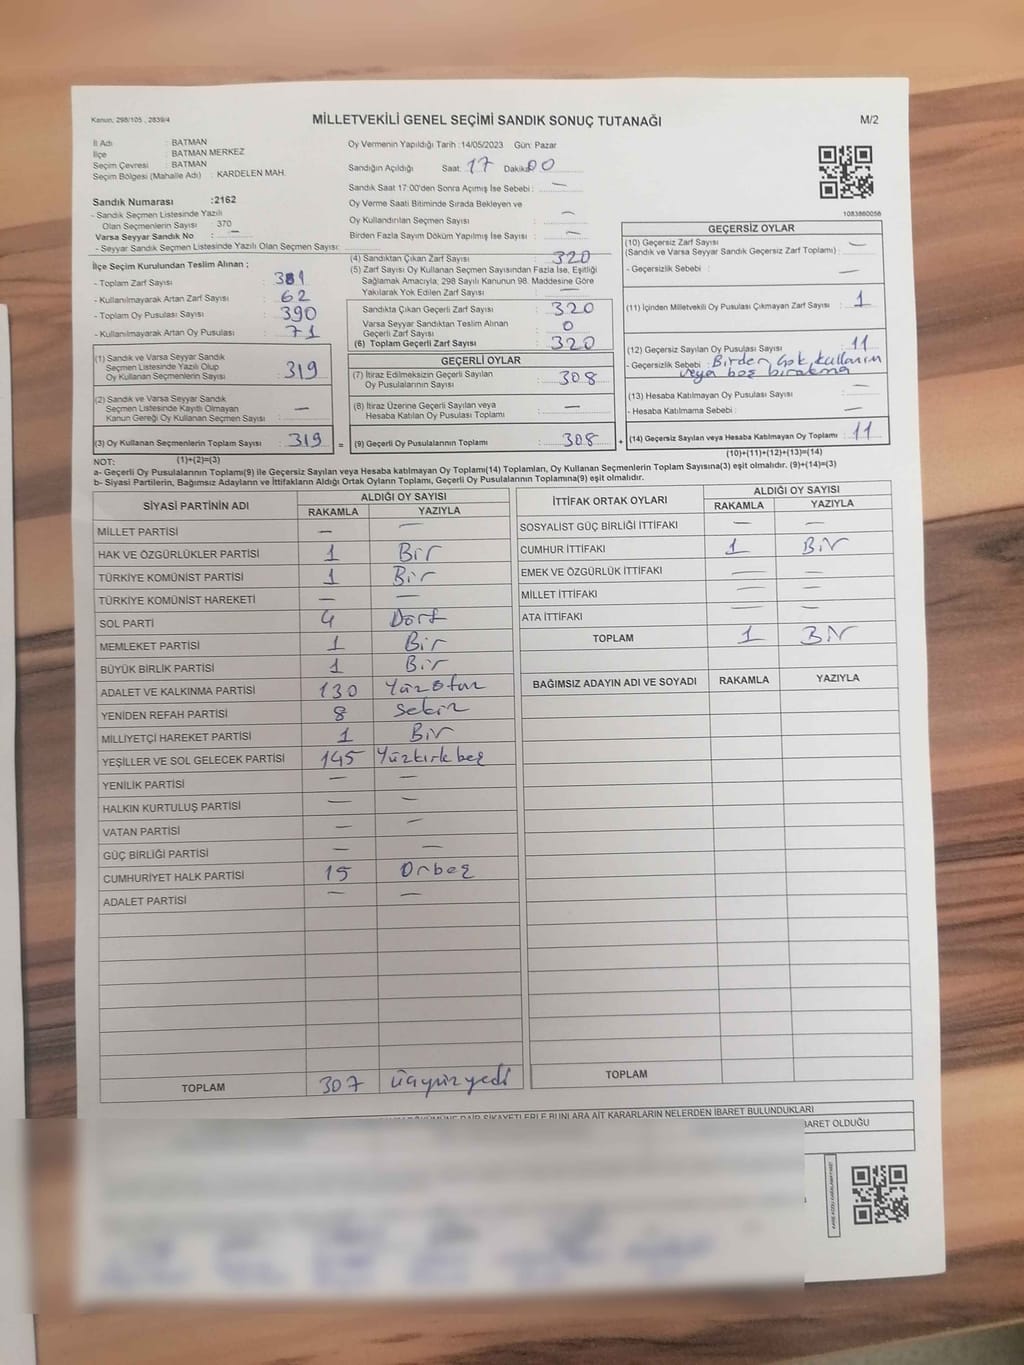 Kanun: 298/105 , 2839/4
MİLLETVEKİLİ GENEL SEÇİMİ SANDIK SONUÇ TUTANAĞI
M/2
İl Adı : BATMAN
İlçe : BATMAN MERKEZ
Seçim Çevresi : BATMAN
Seçim Bölgesi (Mahalle Adı) : KARDELEN MAH.
Sandık Numarası :2162
- Sandık Seçmen Listesinde Yazılı
Olan Seçmenlerin Sayısı : 370
Varsa Seyyar Sandık No : —
- Seyyar Sandık Seçmen Listesinde Yazılı Olan Seçmen Sayısı:
Oy Vermenin Yapıldığı Tarih :14/05/2023 Gün: Pazar
Sandığın Açıldığı Saat: 17 Dakika: 00
Sandık Saat 17.00'den Sonra Açımış İse Sebebi : —
Oy Verme Saati Bitiminde Sırada Bekleyen ve
Oy Kullandırılan Seçmen Sayısı : —
Birden Fazla Sayım Döküm Yapılmış İse Sayısı : —
1083860056
İlçe Seçim Kurulundan Teslim Alınan ;
- Toplam Zarf Sayısı : 381
- Kullanılmayarak Artan Zarf Sayısı : 62
- Toplam Oy Pusulası Sayısı : 390
- Kullanılmayarak Artan Oy Pusulası : 71
(1) Sandık ve Varsa Seyyar Sandık
Seçmen Listesinde Yazılı Olup
Oy Kullanan Seçmenlerin Sayısı : 319
(2) Sandık ve Varsa Seyyar Sandık
Seçmen Listesinde Kayıtlı Olmayan
Kanun Gereği Oy Kullanan Seçmen Sayısı : —
(3) Oy Kullanan Seçmenlerin Toplam Sayısı : 319 =
(1)+(2)=(3)
(4) Sandıktan Çıkan Zarf Sayısı : 320
(5) Zarf Sayısı Oy Kullanan Seçmen Sayısından Fazla İse, Eşitliği
Sağlamak Amacıyla, 298 Sayılı Kanunun 98. Maddesine Göre
Yakılarak Yok Edilen Zarf Sayısı : —
Sandıkta Çıkan Geçerli Zarf Sayısı : 320
Varsa Seyyar Sandıktan Teslim Alınan
Geçerli Zarf Sayısı : 0
(6) Toplam Geçerli Zarf Sayısı : 320
GEÇERLİ OYLAR
(7) İtiraz Edilmeksizin Geçerli Sayılan
Oy Pusulalarının Sayısı : 308
(8) İtiraz Üzerine Geçerli Sayılan veya
Hesaba Katılan Oy Pusulası Toplamı : —
(9) Geçerli Oy Pusulalarının Toplamı : 308 +
GEÇERSİZ OYLAR
(10) Geçersiz Zarf Sayısı : —
(Sandık ve Varsa Seyyar Sandık Geçersiz Zarf Toplamı) :
- Geçersizlik Sebebi : —
(11) İçinden Milletvekili Oy Pusulası Çıkmayan Zarf Sayısı : 1
(12) Geçersiz Sayılan Oy Pusulası Sayısı : 11
- Geçersizlik Sebebi : Birden çok kullanım
veya boş bırakma
(13) Hesaba Katılmayan Oy Pusulası Sayısı : —
- Hesaba Katılmama Sebebi : —
(14) Geçersiz Sayılan veya Hesaba Katılmayan Oy Toplamı : 11
(10)+(11)+(12)+(13)=(14)
NOT:
a- Geçerli Oy Pusulalarının Toplamı(9) ile Geçersiz Sayılan veya Hesaba katılmayan Oy Toplamı(14) Toplamları, Oy Kullanan Seçmenlerin Toplam Sayısına(3) eşit olmalıdır. (9)+(14)=(3)
b- Siyasi Partilerin, Bağımsız Adayların ve İttifakların Aldığı Ortak Oyların Toplamı, Geçerli Oy Pusulalarının Toplamına(9) eşit olmalıdır.
SİYASİ PARTİNİN ADI ALDIĞI OY SAYISI
RAKAMLA YAZIYLA
MİLLET PARTİSİ — —
HAK VE ÖZGÜRLÜKLER PARTİSİ 1 Bir
TÜRKİYE KOMÜNİST PARTİSİ 1 Bir
TÜRKİYE KOMÜNİST HAREKETİ — —
SOL PARTİ 4 Dört
MEMLEKET PARTİSİ 1 Bir
BÜYÜK BİRLİK PARTİSİ 1 Bir
ADALET VE KALKINMA PARTİSİ 130 Yüzotuz
YENİDEN REFAH PARTİSİ 8 Sekiz
MİLLİYETÇİ HAREKET PARTİSİ 1 Bir
YEŞİLLER VE SOL GELECEK PARTİSİ 145 Yüzkırkbeş
YENİLİK PARTİSİ — —
HALKIN KURTULUŞ PARTİSİ — —
VATAN PARTİSİ — —
GÜÇ BİRLİĞİ PARTİSİ — —
CUMHURİYET HALK PARTİSİ 15 Onbeş
ADALET PARTİSİ — —
TOPLAM 307 üçyüzyedi
İTTİFAK ORTAK OYLARI ALDIĞI OY SAYISI
RAKAMLA YAZIYLA
SOSYALİST GÜÇ BİRLİĞİ İTTİFAKI — —
CUMHUR İTTİFAKI 1 Bir
EMEK VE ÖZGÜRLÜK İTTİFAKI — —
MİLLET İTTİFAKI — —
ATA İTTİFAKI — —
TOPLAM 1 Bir
BAĞIMSIZ ADAYIN ADI VE SOYADI RAKAMLA YAZIYLA
TOPLAM
DÖKÜMÜNE DAİR ŞİKAYETLERLE BUNLARA AİT KARARLARIN NELERDEN İBARET BULUNDUKLARI
İBARET OLDUĞU